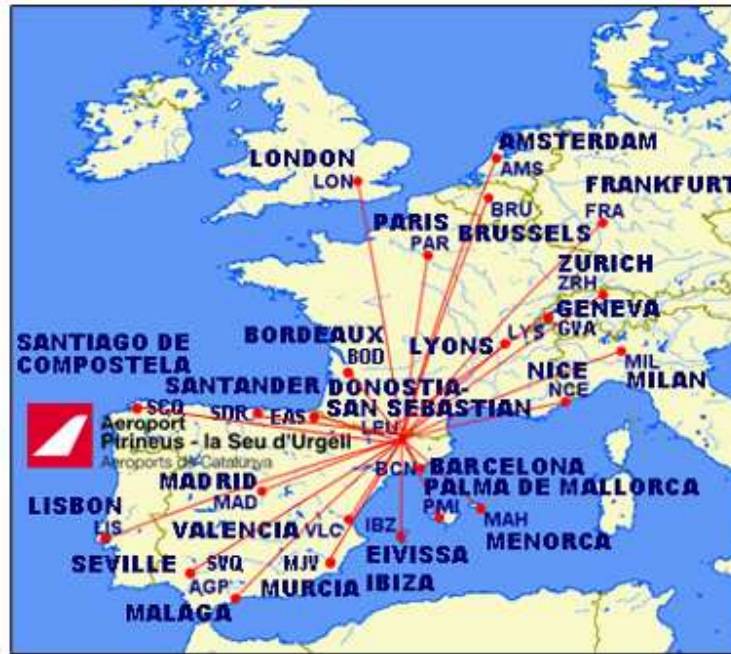 AMSTERDAM
AMS
LONDON
LON
FRANKFURT
FRA
BRU
BRUSSELS
PARIS
PAR
ZURICH
ZRH
GENEVA
GVA
LYONS
LYS
BORDEAUX
BOD
NICE
NCE
MIL
MILAN
SANTIAGO DE
COMPOSTELA
SCQ
SANTANDER
SDR
DONOSTIA-
SAN SEBASTIAN
EAS
LEU
Aeroport
Pirineus - la Seu d'Urgell
Aeroports de Catalunya
BCN
BARCELONA
MADRID
MAD
PALMA DE MALLORCA
PMI
MAH
MENORCA
LISBON
LIS
VALENCIA
VLC
IBZ
EIVISSA
IBIZA
SEVILLE
SVQ
MJV
MURCIA
AGP
MALAGA